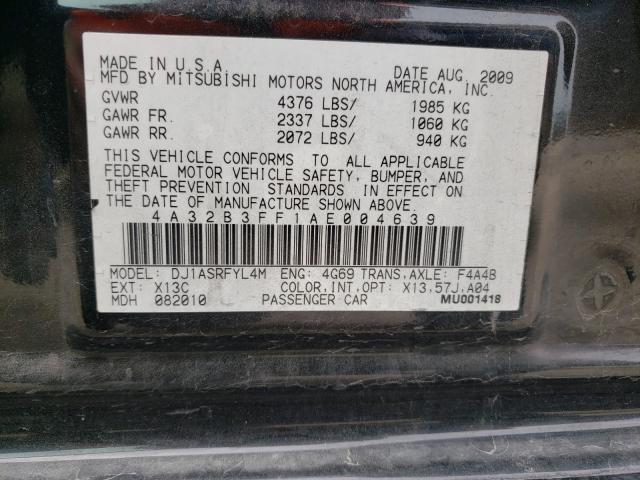 MADE IN U.S.A. DATE AUG. 2009
MFD BY MITSUBISHI MOTORS NORTH AMERICA, INC.
GVWR 4376 LBS/ 1985 KG
GAWR FR. 2337 LBS/ 1060 KG
GAWR RR. 2072 LBS/ 940 KG
THIS VEHICLE CONFORMS TO ALL APPLICABLE
FEDERAL MOTOR VEHICLE SAFETY, BUMPER, AND
THEFT PREVENTION STANDARDS IN EFFECT ON
THE DATE OF MANUFACTURE SHOWN ABOVE.
4A32B3FF1AE004639
MODEL: DJ1ASRFYL4M ENG: 4G69 TRANS,AXLE: F4A4B
EXT: X13C COLOR,INT,OPT: X13,57J,A04
MDH 082010 PASSENGER CAR MU001418